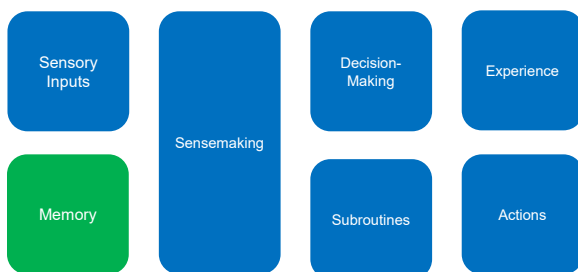 Sensory
Inputs
Sensemaking
Decision-
Making
Experience
Memory
Subroutines
Actions